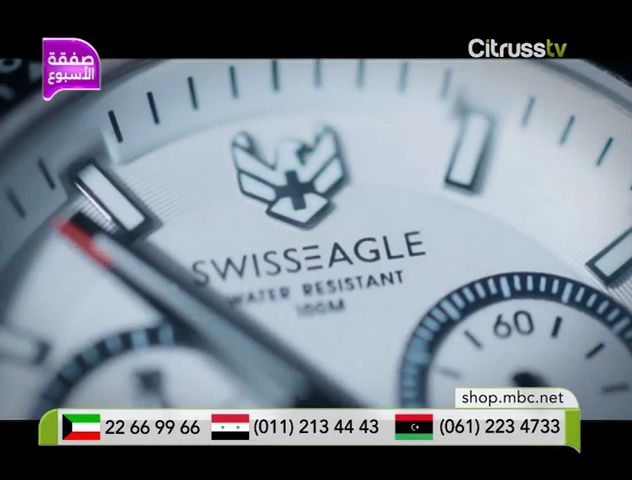 صفقة
الأسبوع
Citrusstv
SWISSEAGLE
WATER RESISTANT
100M
60
shop.mbc.net
22 66 99 66
(011) 213 44 43
(061) 223 4733